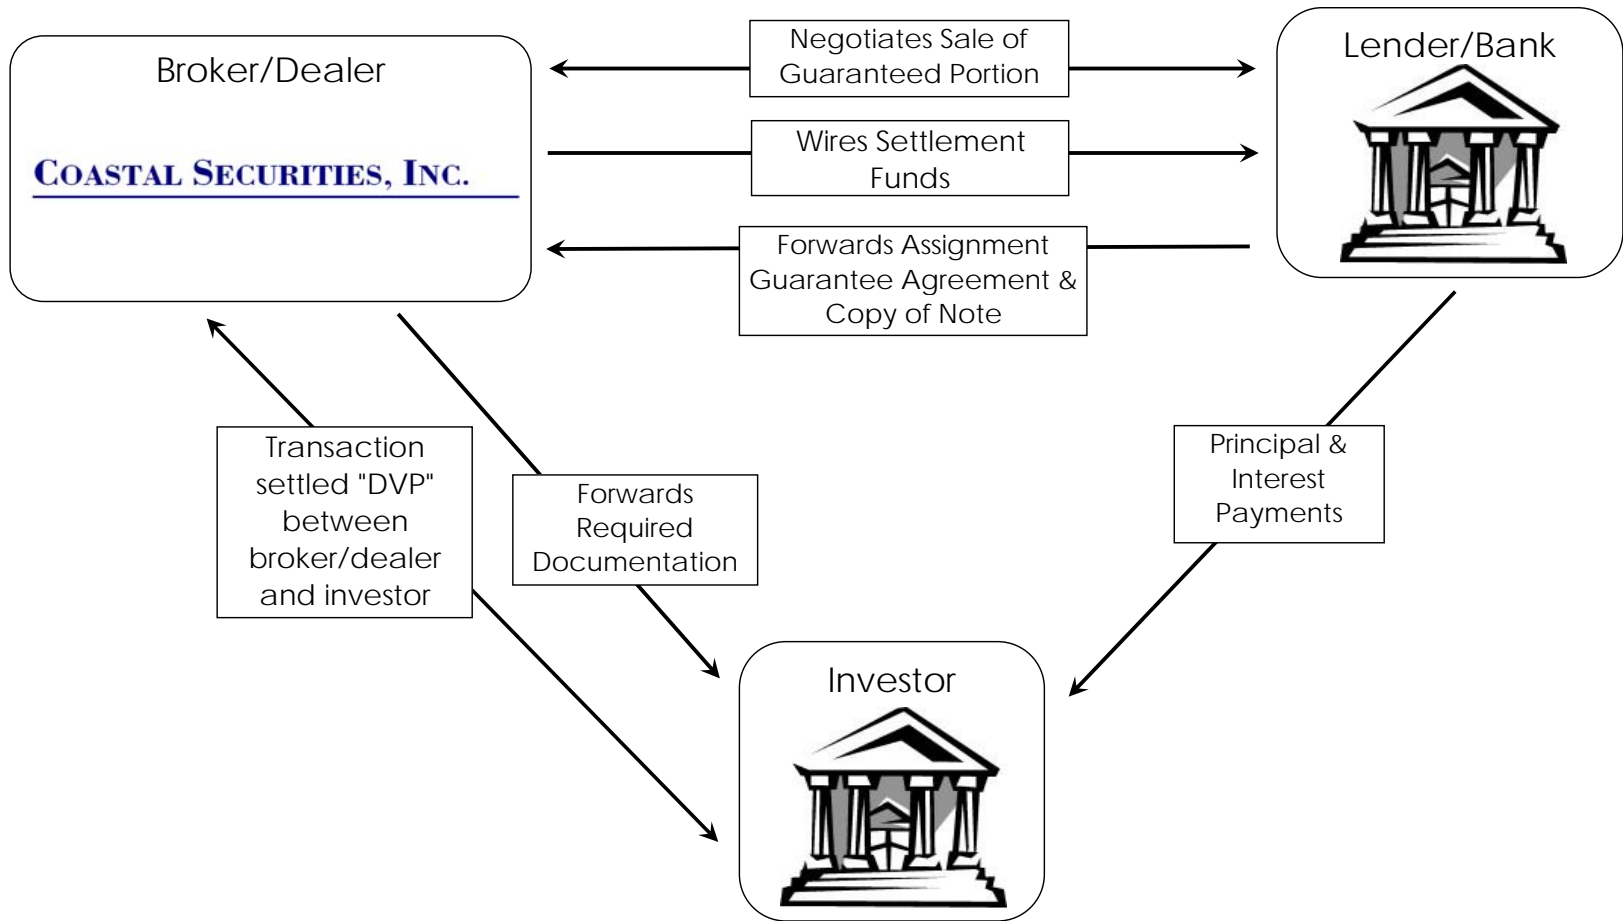 Broker/Dealer
COASTAL SECURITIES, INC.
Negotiates Sale of
Guaranteed Portion
Wires Settlement
Funds
Forwards Assignment
Guarantee Agreement &
Copy of Note
Lender/Bank
Transaction
settled "DVP"
between
broker/dealer
and investor
Forwards
Required
Documentation
Principal &
Interest
Payments
Investor